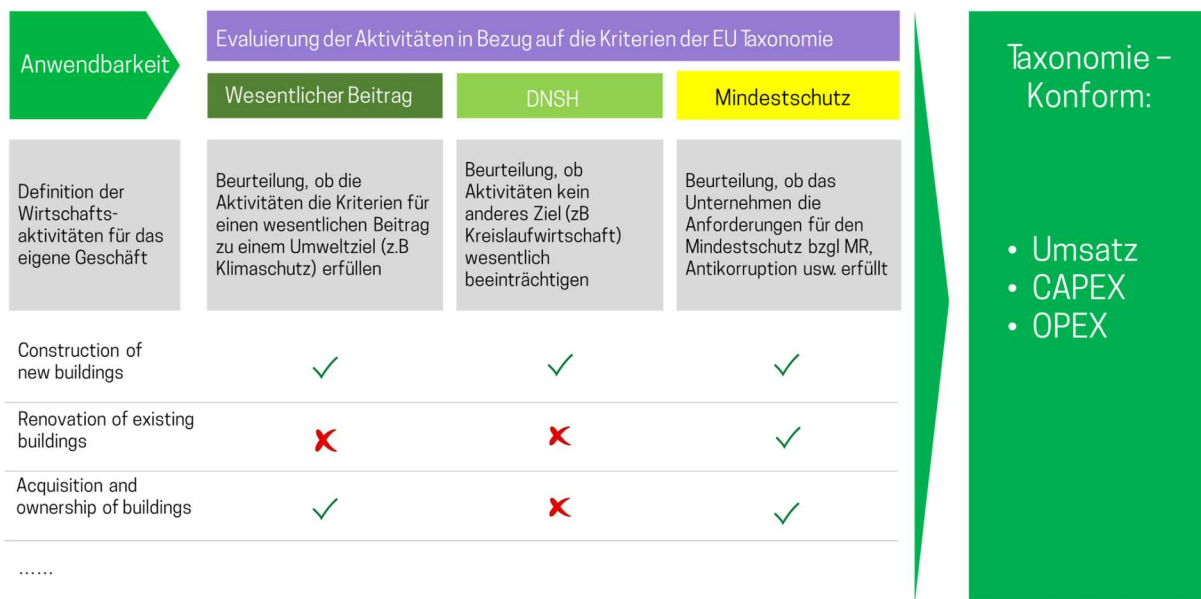 Anwendbarkeit
Evaluierung der Aktivitäten in Bezug auf die Kriterien der EU Taxonomie
Wesentlicher Beitrag
DNSH
Mindestschutz
Definition der
Wirtschafts-
aktivitäten für das
eigene Geschäft
Beurteilung, ob die
Aktivitäten die Kriterien für
einen wesentlichen Beitrag
zu einem Umweltziel (z.B
Klimaschutz) erfüllen
Beurteilung, ob
Aktivitäten kein
anderes Ziel (zB
Kreislaufwirtschaft)
wesentlich
beeinträchtigen
Beurteilung, ob das
Unternehmen die
Anforderungen für den
Mindestschutz bzgl MR,
Antikorruption usw. erfüllt
Construction of
new buildings
Renovation of existing
buildings
Acquisition and
ownership of buildings
......
Taxonomie –
Konform:
• Umsatz
• CAPEX
• OPEX